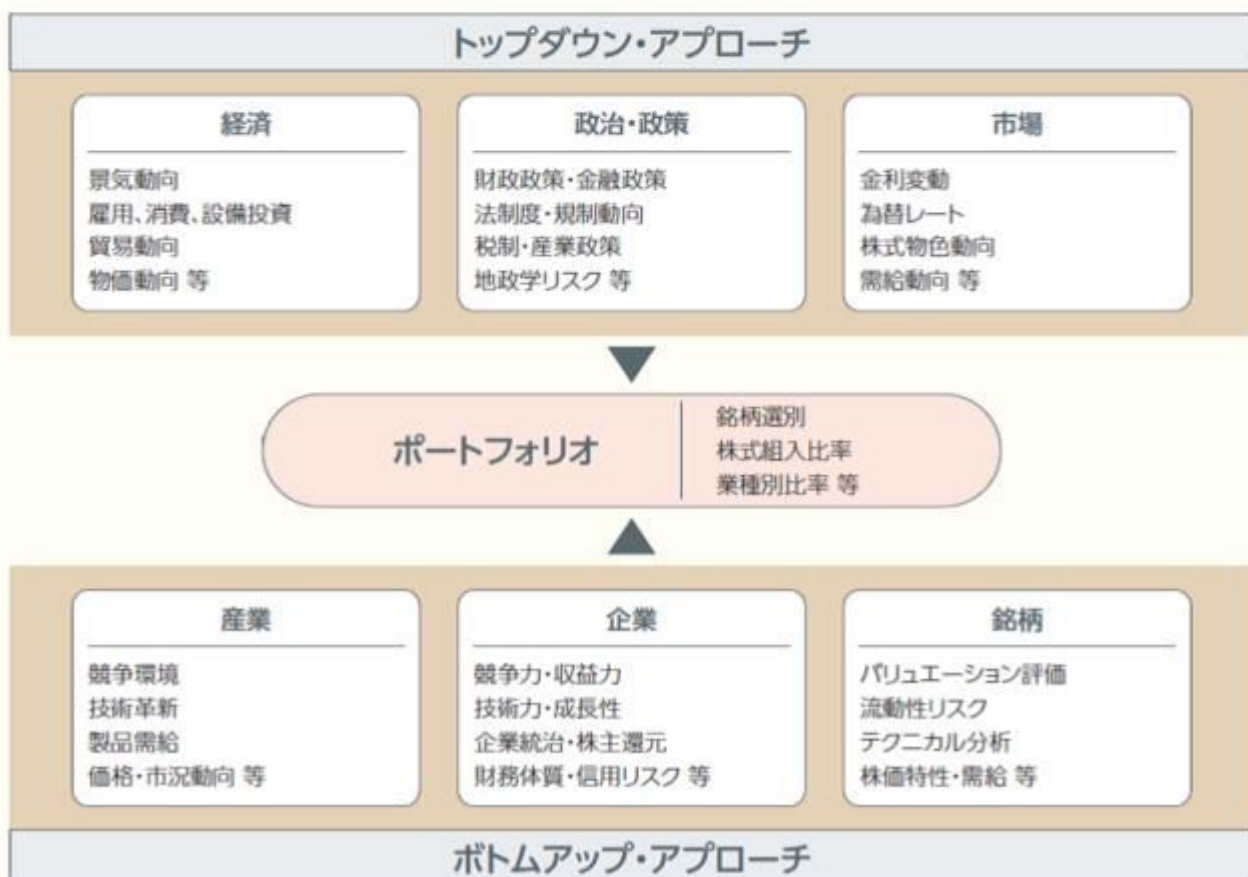 トップダウン・アプローチ
経済
景気動向
雇用、消費、設備投資
貿易動向
物価動向 等
政治・政策
財政政策・金融政策
法制度・規制動向
税制・産業政策
地政学リスク 等
市場
金利変動
為替レート
株式物色動向
需給動向 等
ポートフォリオ
銘柄選別
株式組入比率
業種別比率 等
産業
競争環境
技術革新
製品需給
価格・市況動向 等
企業
競争力・収益力
技術力・成長性
企業統治・株主還元
財務体質・信用リスク 等
銘柄
バリュエーション評価
流動性リスク
テクニカル分析
株価特性・需給 等
ボトムアップ・アプローチ